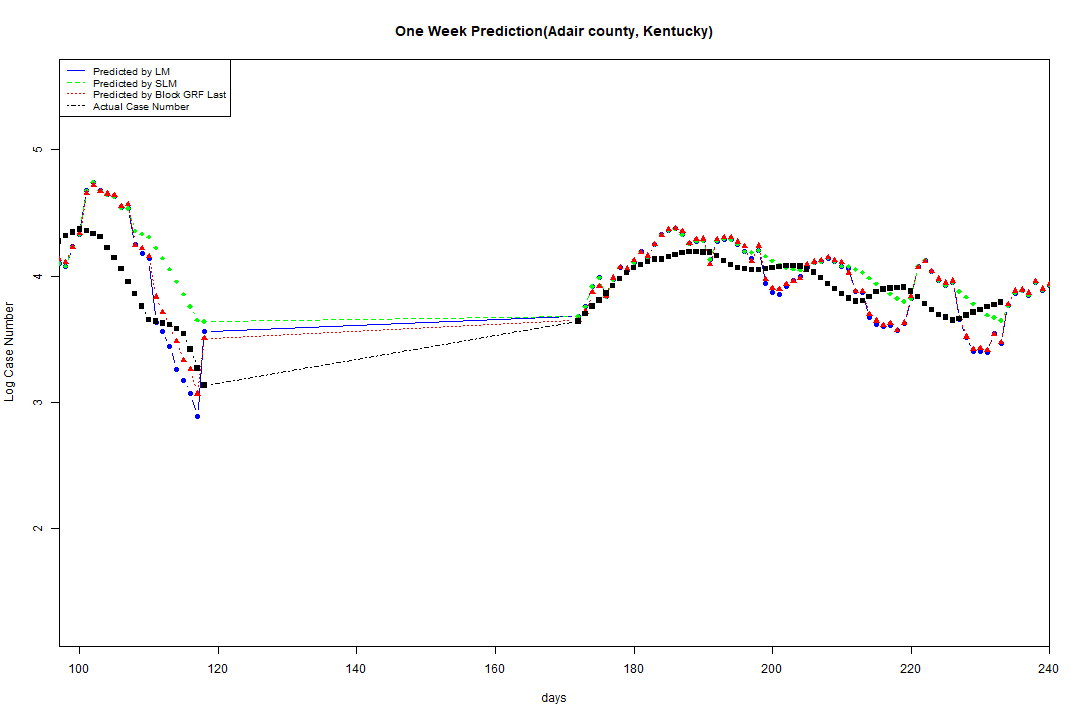 One Week Prediction(Adair county, Kentucky)
Predicted by LM
Predicted by SLM
Predicted by Block GRF Last
Actual Case Number
5
4
3
2
Log Case Number
100 120 140 160 180 200 220 240
days